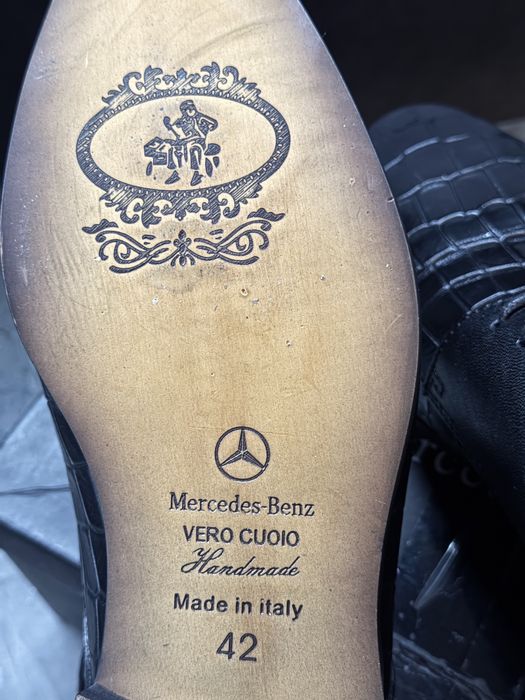 Mercedes-Benz
VERO CUOIO
Handmade
Made in italy
42